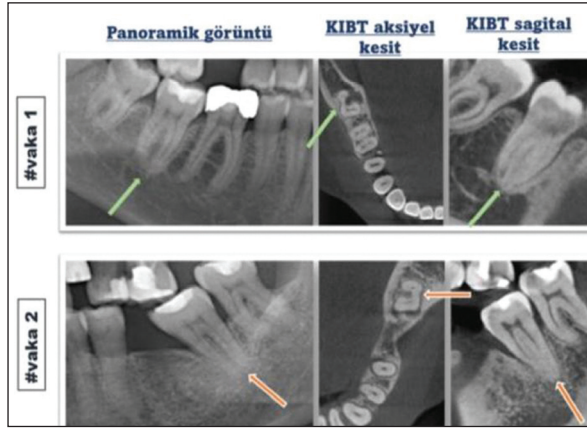 Panoramik görüntü
KIBT aksiyel
kesit
KIBT sagital
kesit
#vaka 1
#vaka 2